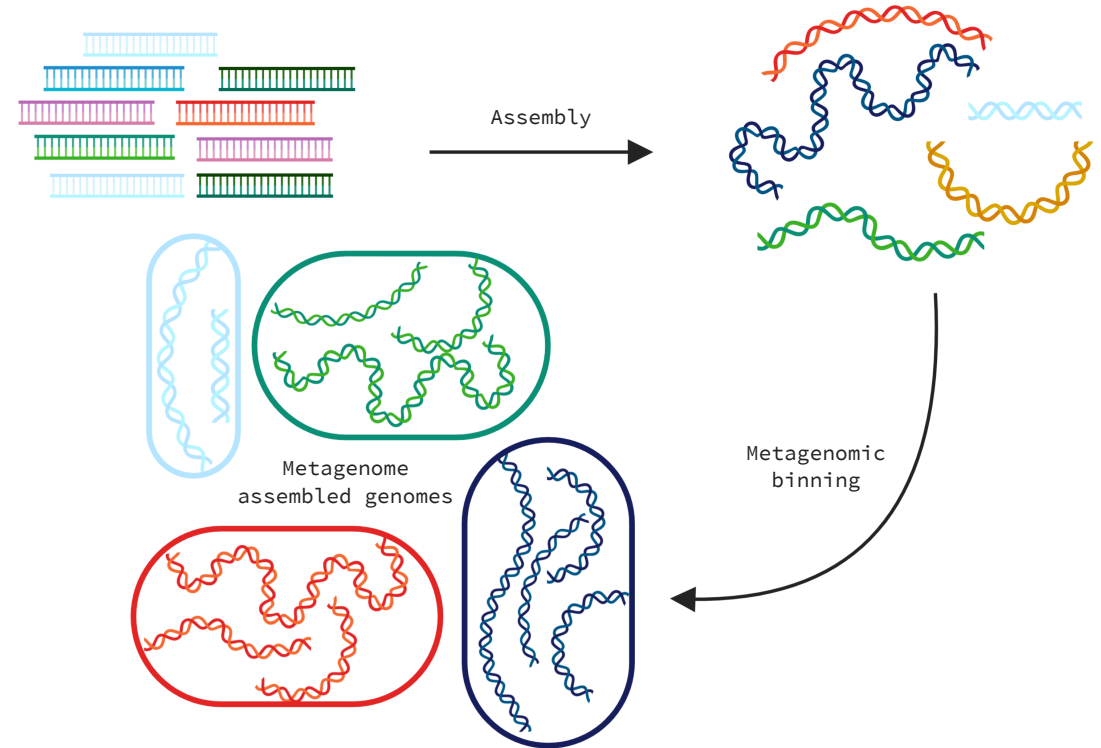 Assembly
Metagenomic
binning
Metagenome
assembled genomes